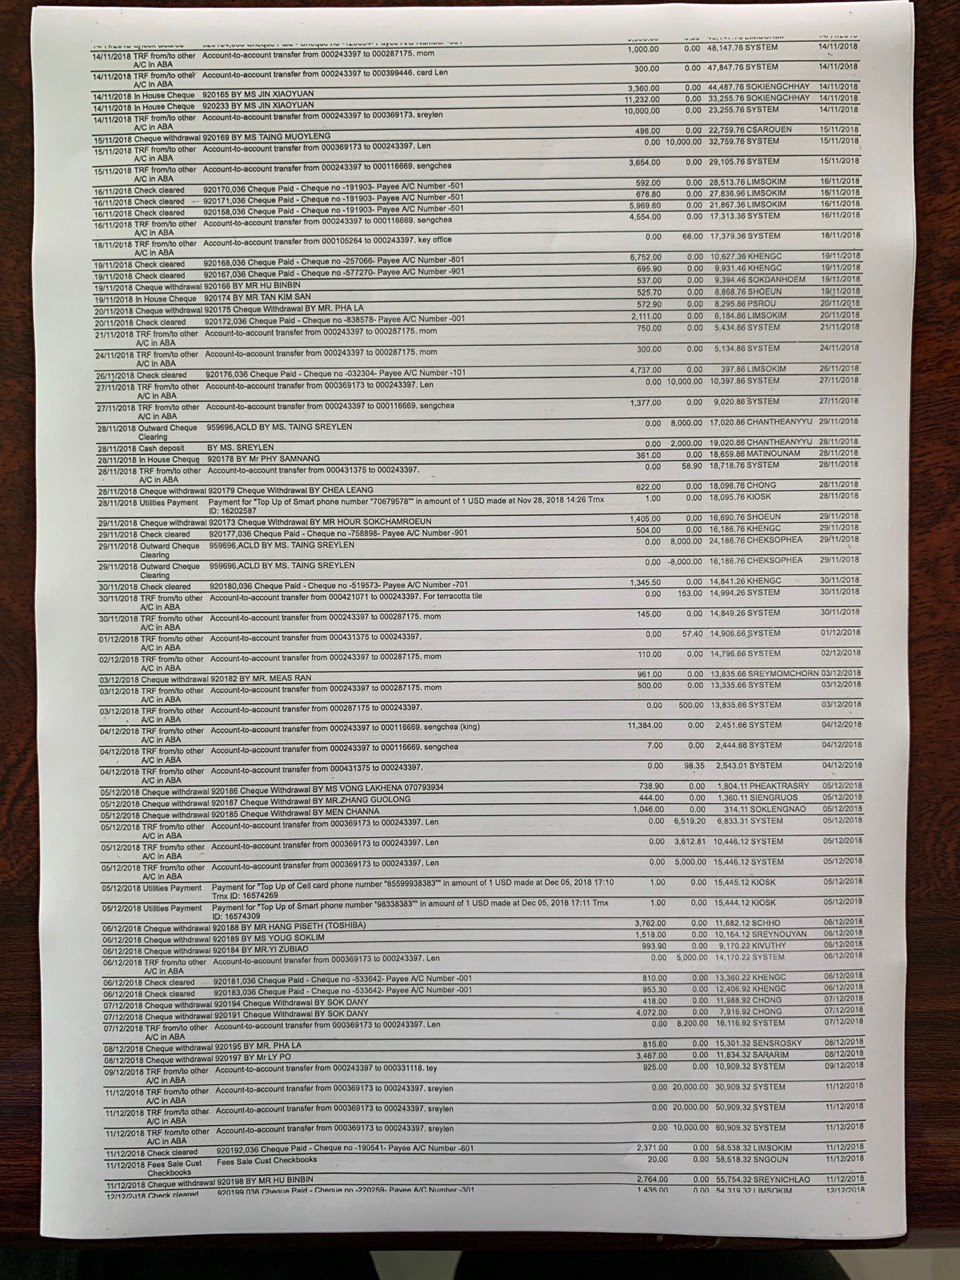 14/11/2018 TRF from/to other Account-to-account transfer from 000243397 to 000287175. mom 1,000.00 0.00 48,147.76 SYSTEM 14/11/2018
A/C in ABA
14/11/2018 TRF from/to other Account-to-account transfer from 000243397 to 000399446. card Len 300.00 0.00 47,847.76 SYSTEM 14/11/2018
A/C in ABA
14/11/2018 In House Cheque 920165 BY MS JIN XIAOYUAN 3,360.00 0.00 44,487.76 SOKIENGCHHAY 14/11/2018
14/11/2018 In House Cheque 920233 BY MS JIN XIAOYUAN 11,232.00 0.00 33,255.76 SOKIENGCHHAY 14/11/2018
14/11/2018 TRF from/to other Account-to-account transfer from 000243397 to 000369173. sreylen 10,000.00 0.00 23,255.76 SYSTEM 14/11/2018
A/C in ABA
15/11/2018 Cheque withdrawal 920169 BY MS TAING MUOYLENG 496.00 0.00 22,759.76 CSAROUEN 15/11/2018
15/11/2018 TRF from/to other Account-to-account transfer from 000369173 to 000243397. Len 0.00 10,000.00 32,759.76 SYSTEM 15/11/2018
A/C in ABA
15/11/2018 TRF from/to other Account-to-account transfer from 000243397 to 000116669. sengchea 3,654.00 0.00 29,105.76 SYSTEM 15/11/2018
A/C in ABA
16/11/2018 Check cleared 920170,036 Cheque Paid - Cheque no -191903- Payee A/C Number -501 592.00 0.00 28,513.76 LIMSOKIM 16/11/2018
16/11/2018 Check cleared 920171,036 Cheque Paid - Cheque no -191903- Payee A/C Number -501 676.80 0.00 27,836.96 LIMSOKIM 16/11/2018
16/11/2018 Check cleared 920158,036 Cheque Paid - Cheque no -191903- Payee A/C Number -501 5,969.60 0.00 21,867.36 LIMSOKIM 16/11/2018
16/11/2018 TRF from/to other Account-to-account transfer from 000243397 to 000116669. sengchea 4,554.00 0.00 17,313.36 SYSTEM 16/11/2018
A/C in ABA
18/11/2018 TRF from/to other Account-to-account transfer from 000105264 to 000243397. key office 0.00 66.00 17,379.36 SYSTEM 18/11/2018
A/C in ABA
19/11/2018 Check cleared 920168,036 Cheque Paid - Cheque no -257066- Payee A/C Number -801 6,752.00 0.00 10,627.36 KHENGC 19/11/2018
19/11/2018 Check cleared 920167,036 Cheque Paid - Cheque no -577270- Payee A/C Number -901 695.90 0.00 9,931.46 KHENGC 19/11/2018
19/11/2018 Cheque withdrawal 920166 BY MR HU BINBIN 537.00 0.00 9,394.46 SOKDANHOEM 19/11/2018
19/11/2018 In House Cheque 920174 BY MR TAN KIM SAN 525.70 0.00 8,868.76 SHOEUN 19/11/2018
20/11/2018 Cheque withdrawal 920175 Cheque Withdrawal BY MR. PHA LA 572.90 0.00 8,295.86 PSROU 20/11/2018
20/11/2018 Check cleared 920172,036 Cheque Paid - Cheque no -838578- Payee A/C Number -001 2,111.00 0.00 6,184.86 LIMSOKIM 20/11/2018
21/11/2018 TRF from/to other Account-to-account transfer from 000243397 to 000287175. mom 750.00 0.00 5,434.86 SYSTEM 21/11/2018
A/C in ABA
24/11/2018 TRF from/to other Account-to-account transfer from 000243397 to 000287175. mom 300.00 0.00 5,134.86 SYSTEM 24/11/2018
A/C in ABA
26/11/2018 Check cleared 920176,036 Cheque Paid - Cheque no -032304- Payee A/C Number -101 4,737.00 0.00 397.86 LIMSOKIM 26/11/2018
27/11/2018 TRF from/to other Account-to-account transfer from 000369173 to 000243397. Len 0.00 10,000.00 10,397.86 SYSTEM 27/11/2018
A/C in ABA
27/11/2018 TRF from/to other Account-to-account transfer from 000243397 to 000116669. sengchea 1,377.00 0.00 9,020.86 SYSTEM 27/11/2018
A/C in ABA
28/11/2018 Outward Cheque 959696,ACLD BY MS. TAING SREYLEN 0.00 8,000.00 17,020.86 CHANTHEANYYU 29/11/2018
Clearing
28/11/2018 Cash deposit BY MS. SREYLEN 0.00 2,000.00 19,020.86 CHANTHEANYYU 28/11/2018
28/11/2018 In House Cheque 920178 BY Mr PHY SAMNANG 361.00 0.00 18,659.86 MATINOUNAM 28/11/2018
28/11/2018 TRF from/to other Account-to-account transfer from 000431375 to 000243397. 0.00 58.90 18,718.76 SYSTEM 28/11/2018
A/C in ABA
28/11/2018 Cheque withdrawal 920179 Cheque Withdrawal BY CHEA LEANG 622.00 0.00 18,096.76 CHONG 28/11/2018
28/11/2018 Utilities Payment Payment for "Top Up of Smart phone number "70679578"" in amount of 1 USD made at Nov 28, 2018 14:26 Trnx 1.00 0.00 18,095.76 KIOSK 28/11/2018
ID: 16202587
29/11/2018 Cheque withdrawal 920173 Cheque Withdrawal BY MR HOUR SOKCHAMROEUN 1,405.00 0.00 16,690.76 SHOEUN 29/11/2018
29/11/2018 Check cleared 920177,036 Cheque Paid - Cheque no -758898- Payee A/C Number -901 504.00 0.00 16,186.76 KHENGC 29/11/2018
29/11/2018 Outward Cheque 959696,ACLD BY MS. TAING SREYLEN 0.00 8,000.00 24,186.76 CHEKSOPHEA 29/11/2018
Clearing
29/11/2018 Outward Cheque 959696,ACLD BY MS. TAING SREYLEN 0.00 -8,000.00 16,186.76 CHEKSOPHEA 29/11/2018
Clearing
30/11/2018 Check cleared 920180,036 Cheque Paid - Cheque no -519573- Payee A/C Number -701 1,345.50 0.00 14,841.26 KHENGC 30/11/2018
30/11/2018 TRF from/to other Account-to-account transfer from 000421071 to 000243397. For terracotta tile 0.00 153.00 14,994.26 SYSTEM 30/11/2018
A/C in ABA
30/11/2018 TRF from/to other Account-to-account transfer from 000243397 to 000287175. mom 145.00 0.00 14,849.26 SYSTEM 30/11/2018
A/C in ABA
01/12/2018 TRF from/to other Account-to-account transfer from 000431375 to 000243397. 0.00 57.40 14,906.66 SYSTEM 01/12/2018
A/C in ABA
02/12/2018 TRF from/to other Account-to-account transfer from 000243397 to 000287175. mom 110.00 0.00 14,796.66 SYSTEM 02/12/2018
A/C in ABA
03/12/2018 Cheque withdrawal 920182 BY MR. MEAS RAN 961.00 0.00 13,835.66 SREYMOMCHORN 03/12/2018
03/12/2018 TRF from/to other Account-to-account transfer from 000243397 to 000287175. mom 500.00 0.00 13,335.66 SYSTEM 03/12/2018
A/C in ABA
03/12/2018 TRF from/to other Account-to-account transfer from 000287175 to 000243397. 0.00 500.00 13,835.66 SYSTEM 03/12/2018
A/C in ABA
04/12/2018 TRF from/to other Account-to-account transfer from 000243397 to 000116669. sengchea (king) 11,384.00 0.00 2,451.66 SYSTEM 04/12/2018
A/C in ABA
04/12/2018 TRF from/to other Account-to-account transfer from 000243397 to 000116669. sengchea 7.00 0.00 2,444.66 SYSTEM 04/12/2018
A/C in ABA
04/12/2018 TRF from/to other Account-to-account transfer from 000431375 to 000243397. 0.00 98.35 2,543.01 SYSTEM 04/12/2018
A/C in ABA
05/12/2018 Cheque withdrawal 920186 Cheque Withdrawal BY MS VONG LAKHENA 070793934 738.90 0.00 1,804.11 PHEAKTRASRY 05/12/2018
05/12/2018 Cheque withdrawal 920187 Cheque Withdrawal BY MR.ZHANG GUOLONG 444.00 0.00 1,360.11 SIENGRUOS 05/12/2018
05/12/2018 Cheque withdrawal 920185 Cheque Withdrawal BY MEN CHANNA 1,046.00 0.00 314.11 SOKLENGNAO 05/12/2018
05/12/2018 TRF from/to other Account-to-account transfer from 000369173 to 000243397. Len 0.00 6,519.20 6,833.31 SYSTEM 05/12/2018
A/C in ABA
05/12/2018 TRF from/to other Account-to-account transfer from 000369173 to 000243397. Len 0.00 3,612.81 10,446.12 SYSTEM 05/12/2018
A/C in ABA
05/12/2018 TRF from/to other Account-to-account transfer from 000369173 to 000243397. Len 0.00 5,000.00 15,446.12 SYSTEM 05/12/2018
A/C in ABA
05/12/2018 Utilities Payment Payment for "Top Up of Cell card phone number "85599938383"" in amount of 1 USD made at Dec 05, 2018 17:10 1.00 0.00 15,445.12 KIOSK 05/12/2018
Trnx ID: 16574269
05/12/2018 Utilities Payment Payment for "Top Up of Smart phone number "98338383"" in amount of 1 USD made at Dec 05, 2018 17:11 Trnx 1.00 0.00 15,444.12 KIOSK 05/12/2018
ID: 16574309
06/12/2018 Cheque withdrawal 920188 BY MR HANG PISETH (TOSHIBA) 3,762.00 0.00 11,682.12 SCHHO 06/12/2018
06/12/2018 Cheque withdrawal 920189 BY MS YOUG SOKLIM 1,518.00 0.00 10,164.12 SREYNOUYAN 06/12/2018
06/12/2018 Cheque withdrawal 920184 BY MR.YI ZUBIAO 993.90 0.00 9,170.22 KIVUTHY 06/12/2018
06/12/2018 TRF from/to other Account-to-account transfer from 000369173 to 000243397. Len 0.00 5,000.00 14,170.22 SYSTEM 06/12/2018
A/C in ABA
06/12/2018 Check cleared 920181,036 Cheque Paid - Cheque no -533642- Payee A/C Number -001 810.00 0.00 13,360.22 KHENGC 06/12/2018
06/12/2018 Check cleared 920183,036 Cheque Paid - Cheque no -533642- Payee A/C Number -001 953.30 0.00 12,406.92 KHENGC 06/12/2018
07/12/2018 Cheque withdrawal 920194 Cheque Withdrawal BY SOK DANY 418.00 0.00 11,988.92 CHONG 07/12/2018
07/12/2018 Cheque withdrawal 920191 Cheque Withdrawal BY SOK DANY 4,072.00 0.00 7,916.92 CHONG 07/12/2018
07/12/2018 TRF from/to other Account-to-account transfer from 000369173 to 000243397. Len 0.00 8,200.00 16,116.92 SYSTEM 07/12/2018
A/C in ABA
08/12/2018 Cheque withdrawal 920195 BY MR. PHA LA 815.60 0.00 15,301.32 SENSROSKY 08/12/2018
08/12/2018 Cheque withdrawal 920197 BY Mr LY PO 3,467.00 0.00 11,834.32 SARARIM 08/12/2018
09/12/2018 TRF from/to other Account-to-account transfer from 000243397 to 000331118. tey 925.00 0.00 10,909.32 SYSTEM 09/12/2018
A/C in ABA
11/12/2018 TRF from/to other Account-to-account transfer from 000369173 to 000243397. sreylen 0.00 20,000.00 30,909.32 SYSTEM 11/12/2018
A/C in ABA
11/12/2018 TRF from/to other Account-to-account transfer from 000369173 to 000243397. sreylen 0.00 20,000.00 50,909.32 SYSTEM 11/12/2018
A/C in ABA
11/12/2018 TRF from/to other Account-to-account transfer from 000369173 to 000243397. sreylen 0.00 10,000.00 60,909.32 SYSTEM 11/12/2018
A/C in ABA
11/12/2018 Check cleared 920192,036 Cheque Paid - Cheque no -190541- Payee A/C Number -601 2,371.00 0.00 58,538.32 LIMSOKIM 11/12/2018
11/12/2018 Fees Sale Cust Fees Sale Cust Checkbooks 20.00 0.00 58,518.32 SNGOUN 11/12/2018
Checkbooks
11/12/2018 Cheque withdrawal 920198 BY MR HU BINBIN 2,764.00 0.00 55,754.32 SREYNICHLAO 11/12/2018
12/12/2018 Check cleared 920199,036 Cheque Paid - Cheque no -220259- Payee A/C Number -301 1,435.00 0.00 54,319.32 LIMSOKIM 12/12/2018